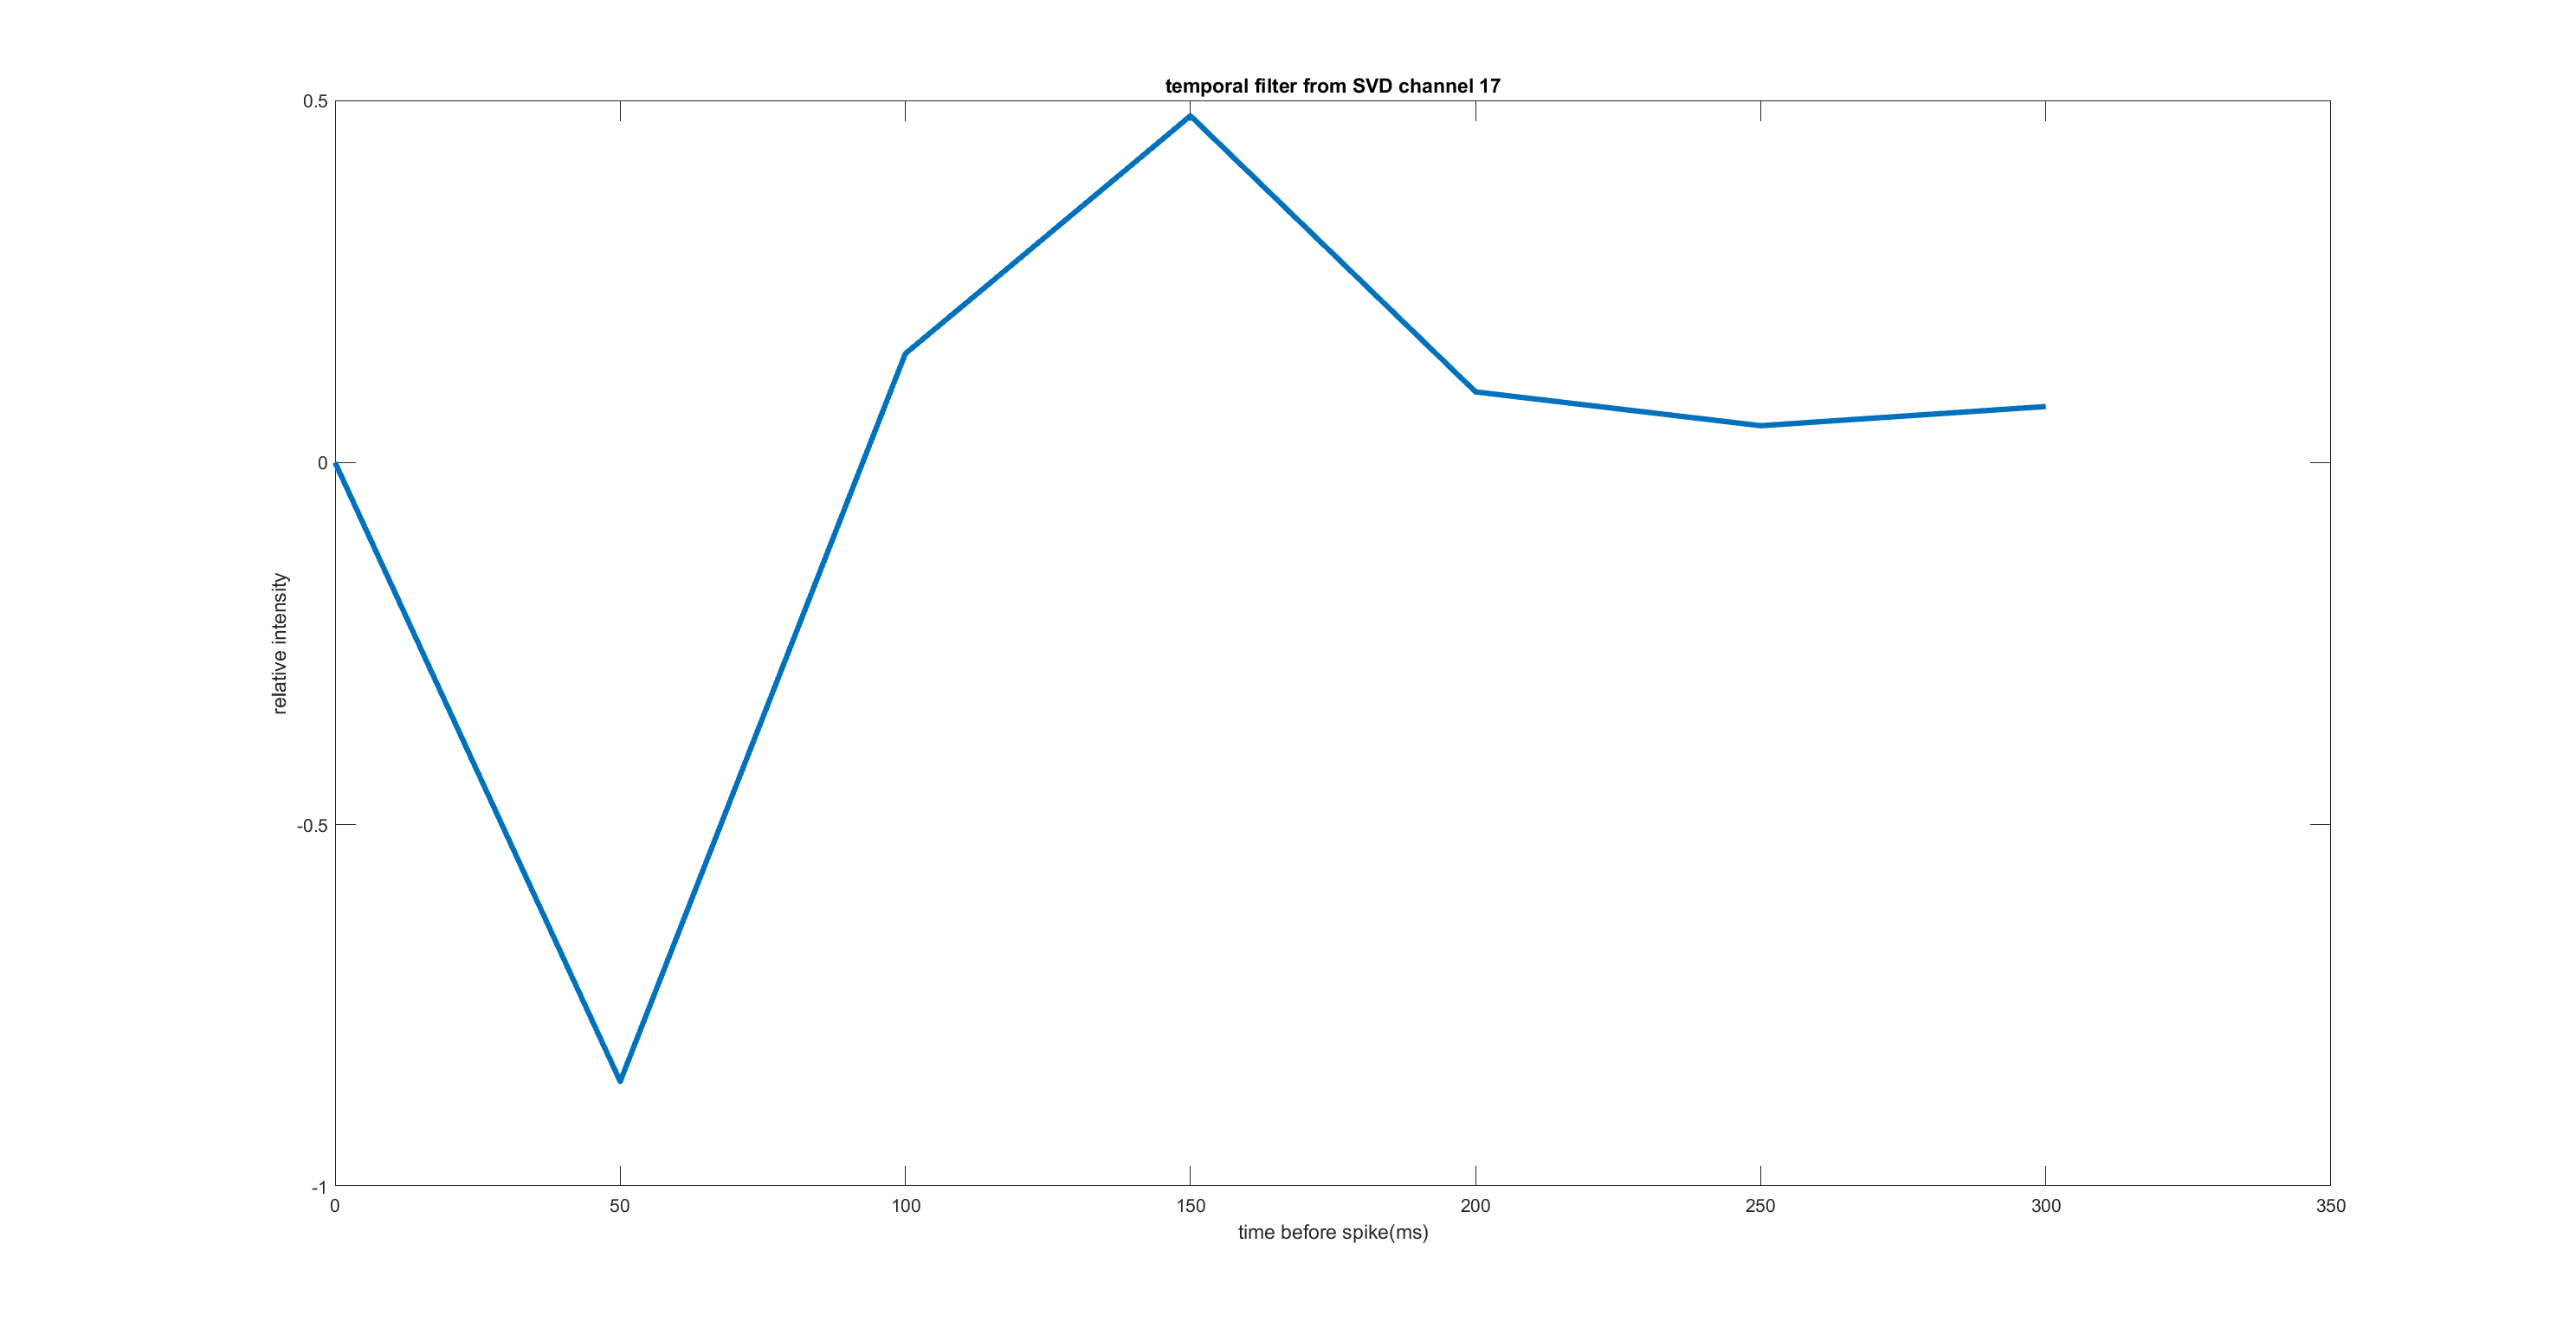 temporal filter from SVD channel 17
0.5
0
-0.5
-1
relative intensity
0 50 100 150 200 250 300 350
time before spike(ms)